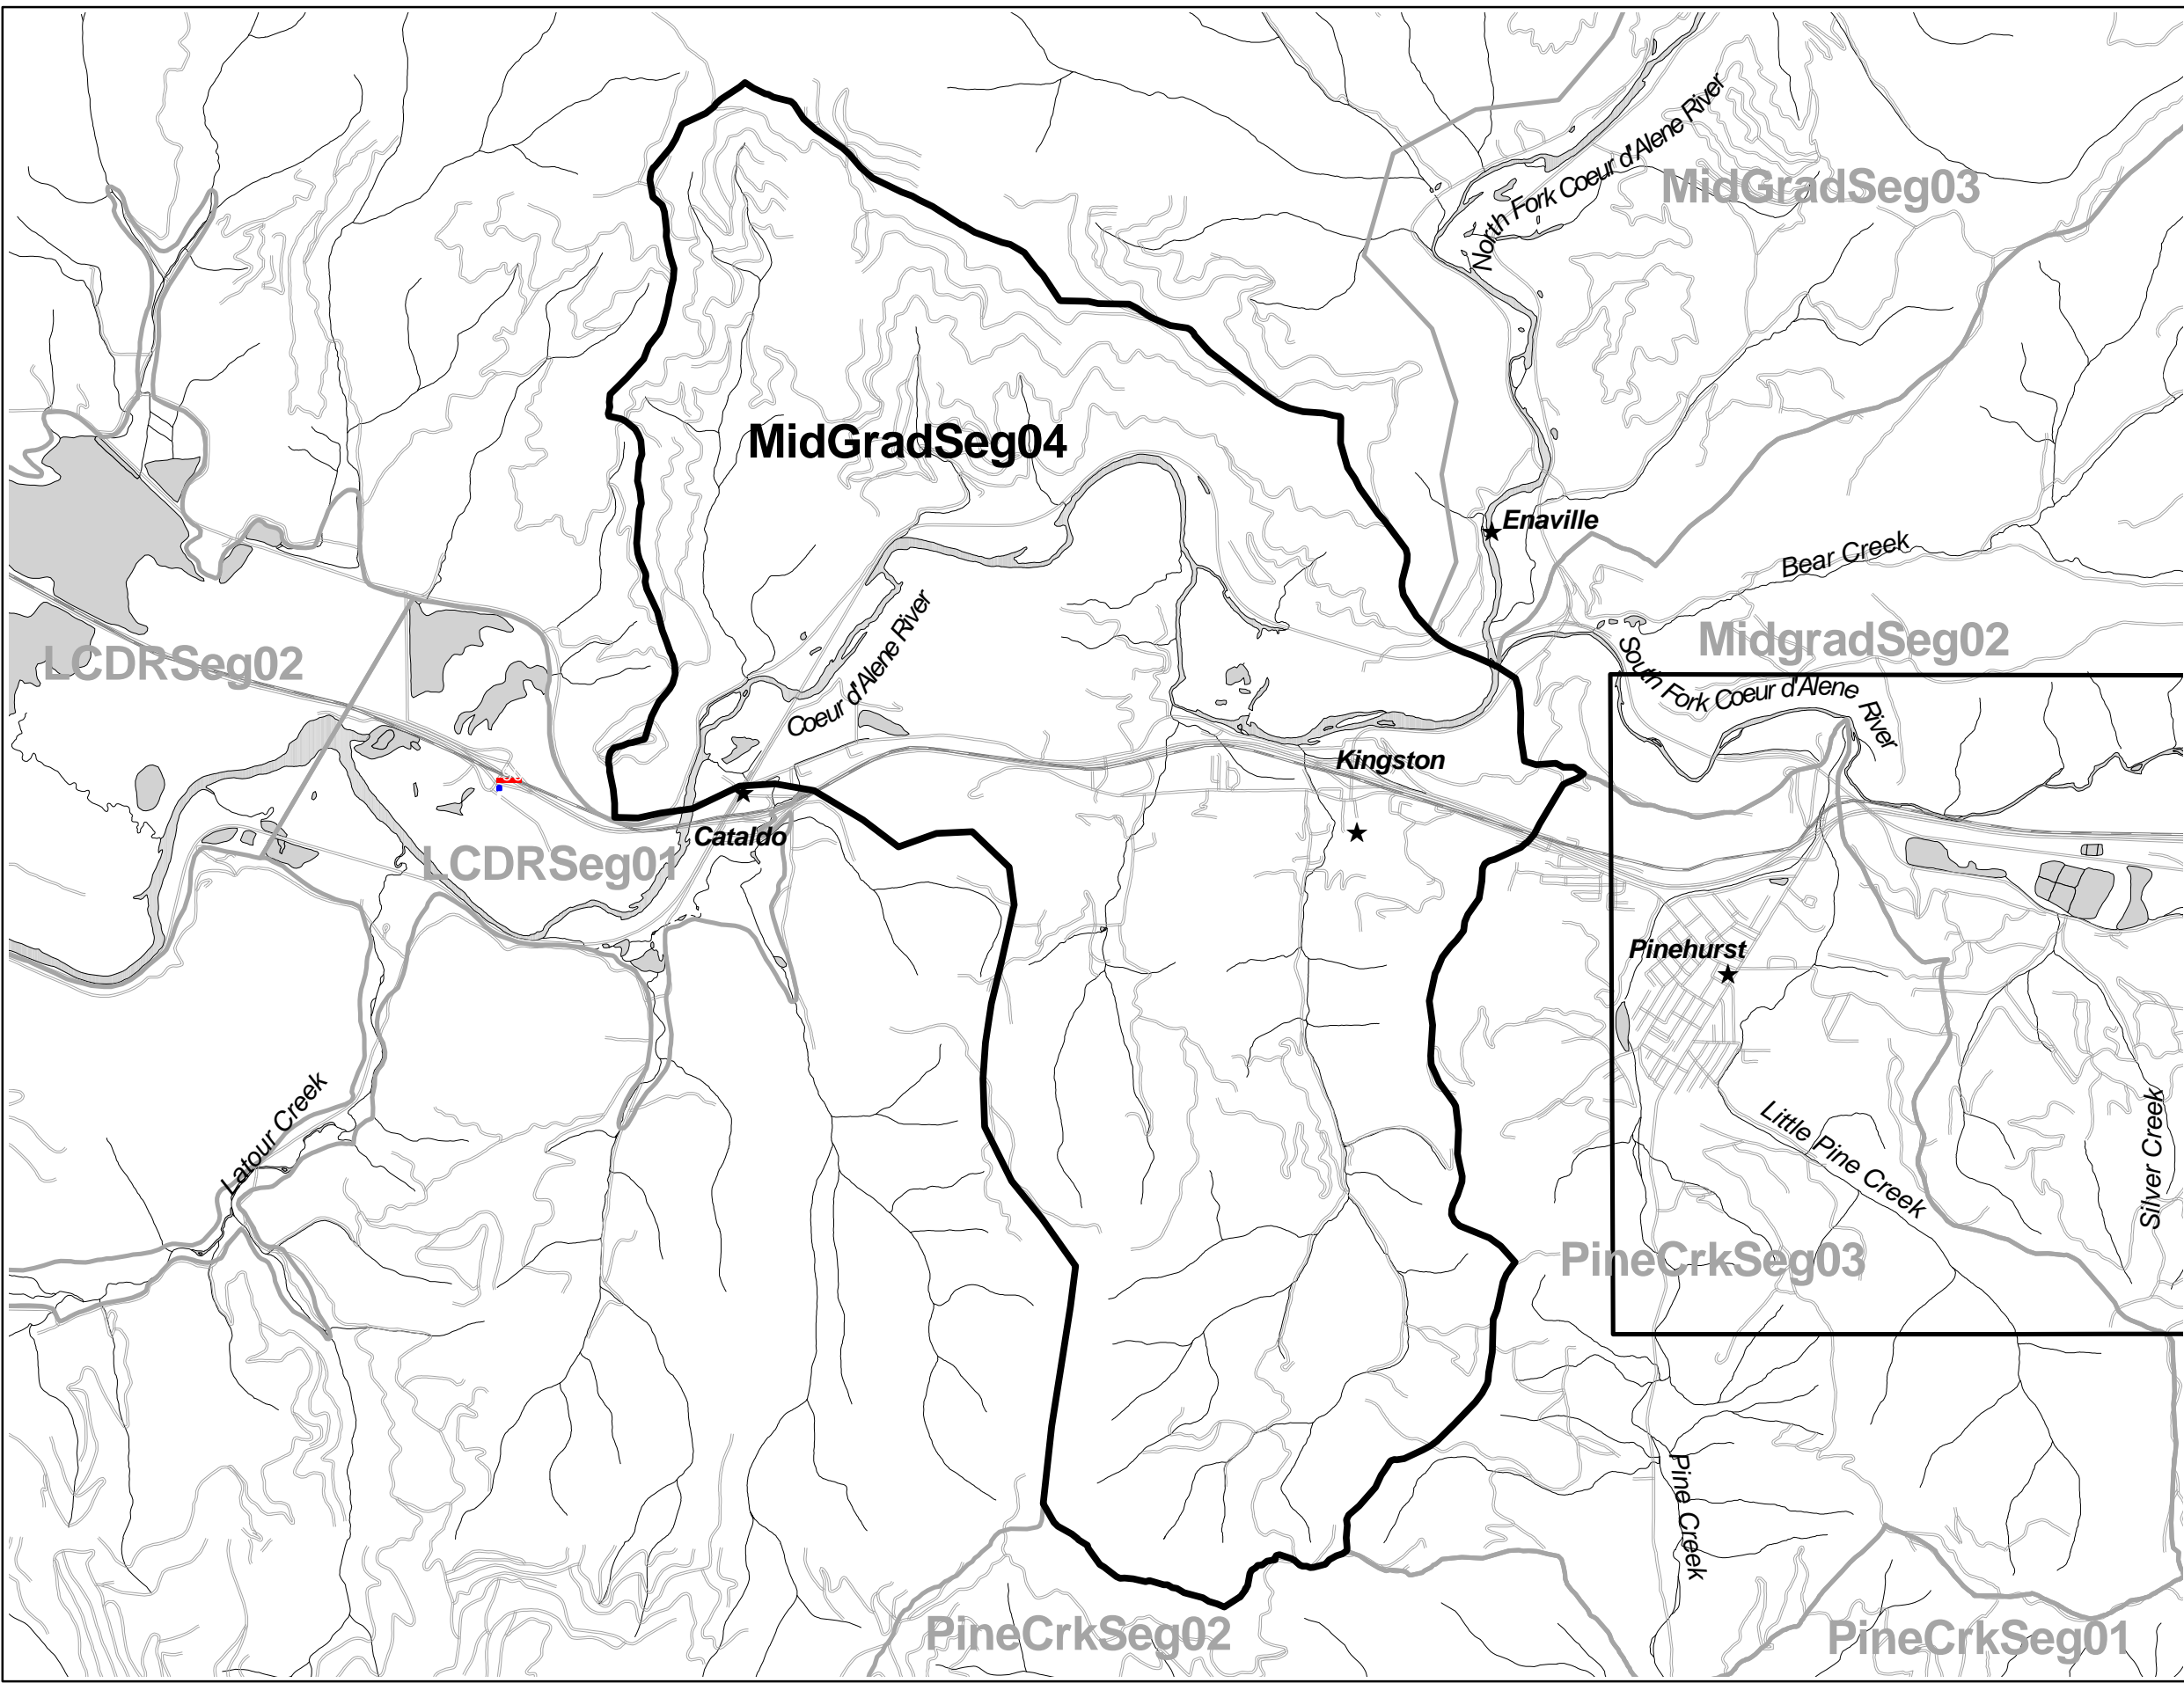 North Fork Coeur d'Alene River
MidGradSeg03
MidGradSeg04
Enaville
Bear Creek
Coeur d'Alene River
MidgradSeg02
LCDRSeg02
South Fork Coeur d'Alene River
Kingston
Cataldo
LCDRSeg01
Pinehurst
Latour Creek
Little Pine Creek
Silver Creek
PineCrkSeg03
Pine Creek
PineCrkSeg02
PineCrkSeg01